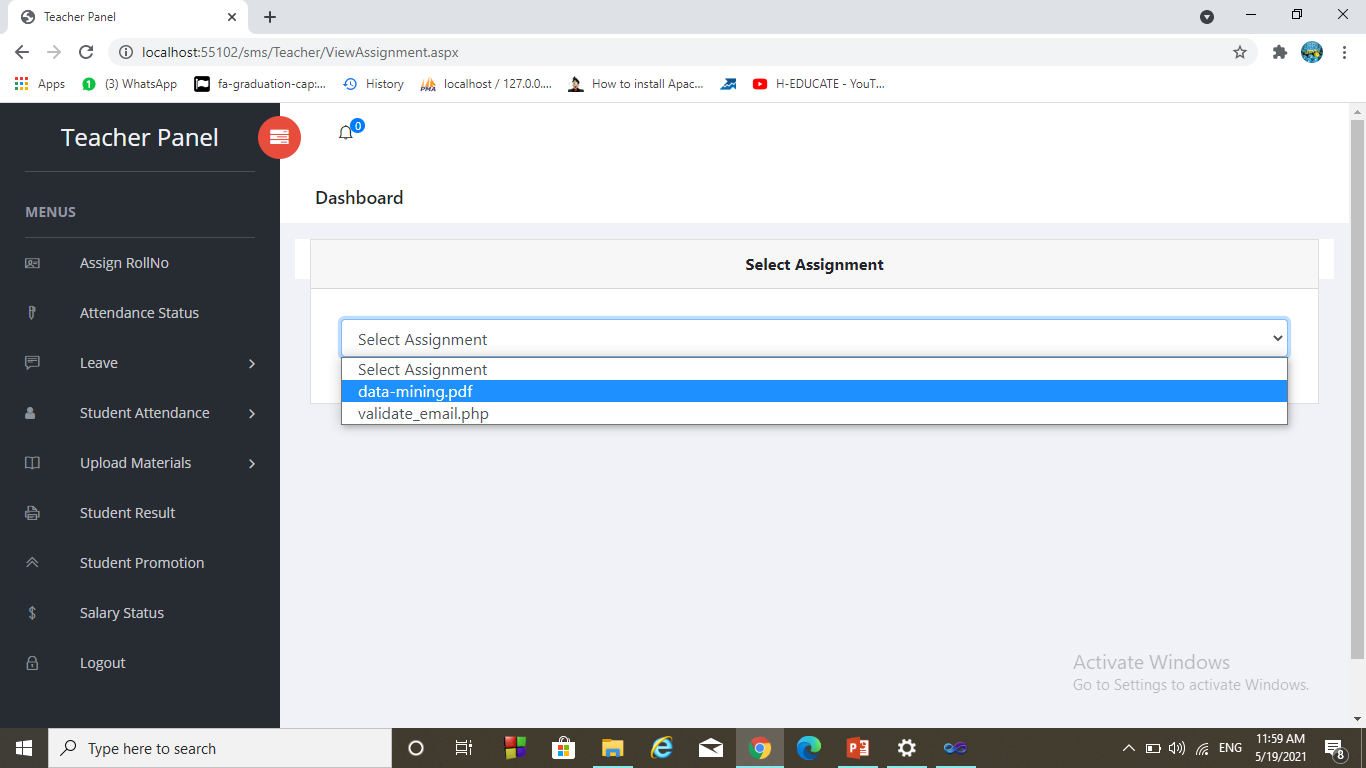 Teacher Panel
localhost:55102/sms/Teacher/ViewAssignment.aspx
Apps
1
(3) WhatsApp
fa-graduation-cap:...
History
PMA
localhost / 127.0.0....
How to install Apac...
H-EDUCATE - YouT...
Teacher Panel
0
Dashboard
MENUS
Assign RollNo
Attendance Status
Leave
Student Attendance
Upload Materials
Student Result
Student Promotion
$
Salary Status
Logout
Select Assignment
Select Assignment
Select Assignment
data-mining.pdf
validate_email.php
Activate Windows
Go to Settings to activate Windows.
Type here to search
ENG
11:59 AM
5/19/2021
8